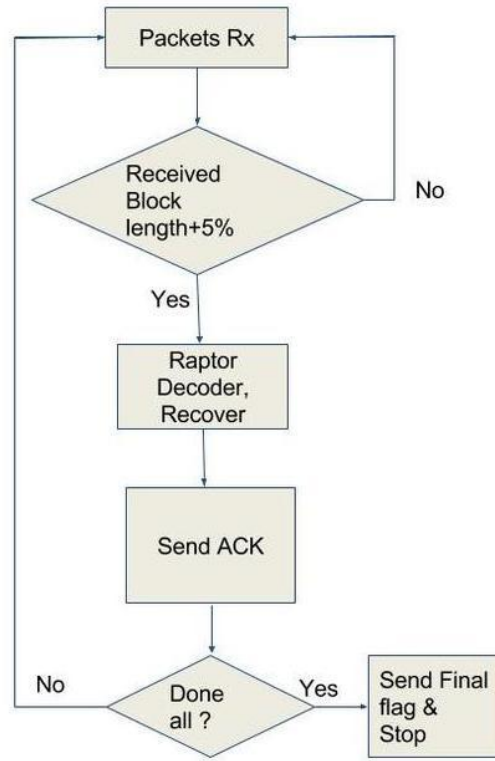 Packets Rx
Received
Block
length+5%
No
Yes
Raptor
Decoder,
Recover
Send ACK
No
Done
all ?
Yes
Send Final
flag &
Stop